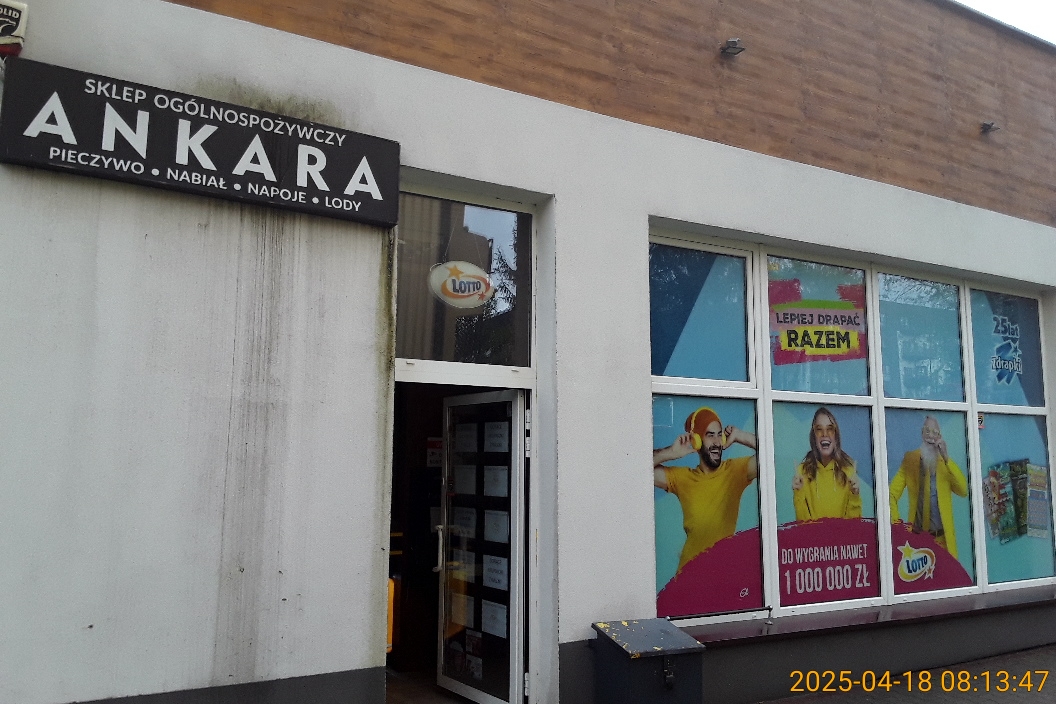 SKLEP OGÓLNOSPOŻYWCZY
ANKARA
PIECZYWO • NABIAŁ • NAPOJE • LODY
LOTTO
LEPIEJ DRAPAĆ
RAZEM
25 lat
Zdrapki
DO WYGRANIA NAWET
1 000 000 ZŁ
LOTTO
2025-04-18 08:13:47